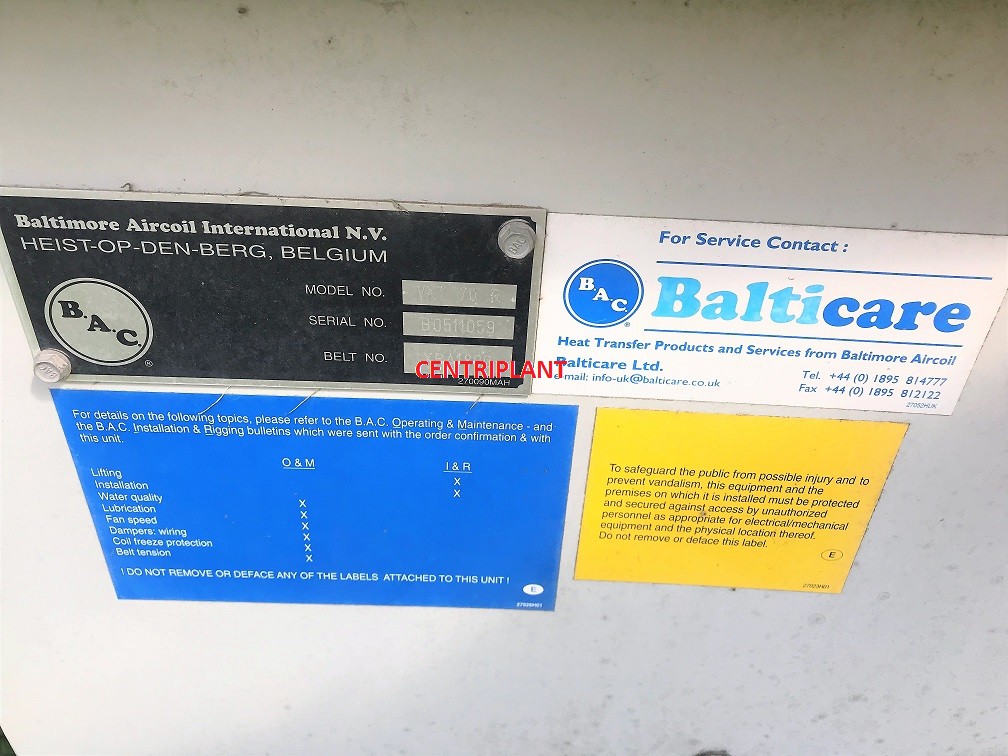 Baltimore Aircoil International N.V.
HEIST-OP-DEN-BERG, BELGIUM
MODEL NO.
SERIAL NO. B0511059
BELT NO.
B.A.C.
®
270090MAH
CENTRIPLANT
For Service Contact :
B.A.C.
®
Balticare
Heat Transfer Products and Services from Baltimore Aircoil
Balticare Ltd.
e-mail: info-uk@balticare.co.uk
Tel. +44 (0) 1895 814777
Fax +44 (0) 1895 812122
27052HUK
For details on the following topics, please refer to the B.A.C. Operating & Maintenance - and
the B.A.C. Installation & Rigging bulletins which were sent with the order confirmation & with
this unit.
O & M I & R
Lifting X
Installation X
Water quality X
Lubrication X
Fan speed X
Dampers: wiring X
Coil freeze protection X
Belt tension X
! DO NOT REMOVE OR DEFACE ANY OF THE LABELS ATTACHED TO THIS UNIT !
E
To safeguard the public from possible injury and to
prevent vandalism, this equipment and the
premises on which it is installed must be protected
and secured against access by unauthorized
personnel as appropriate for electrical/mechanical
equipment and the physical location thereof.
Do not remove or deface this label.
E